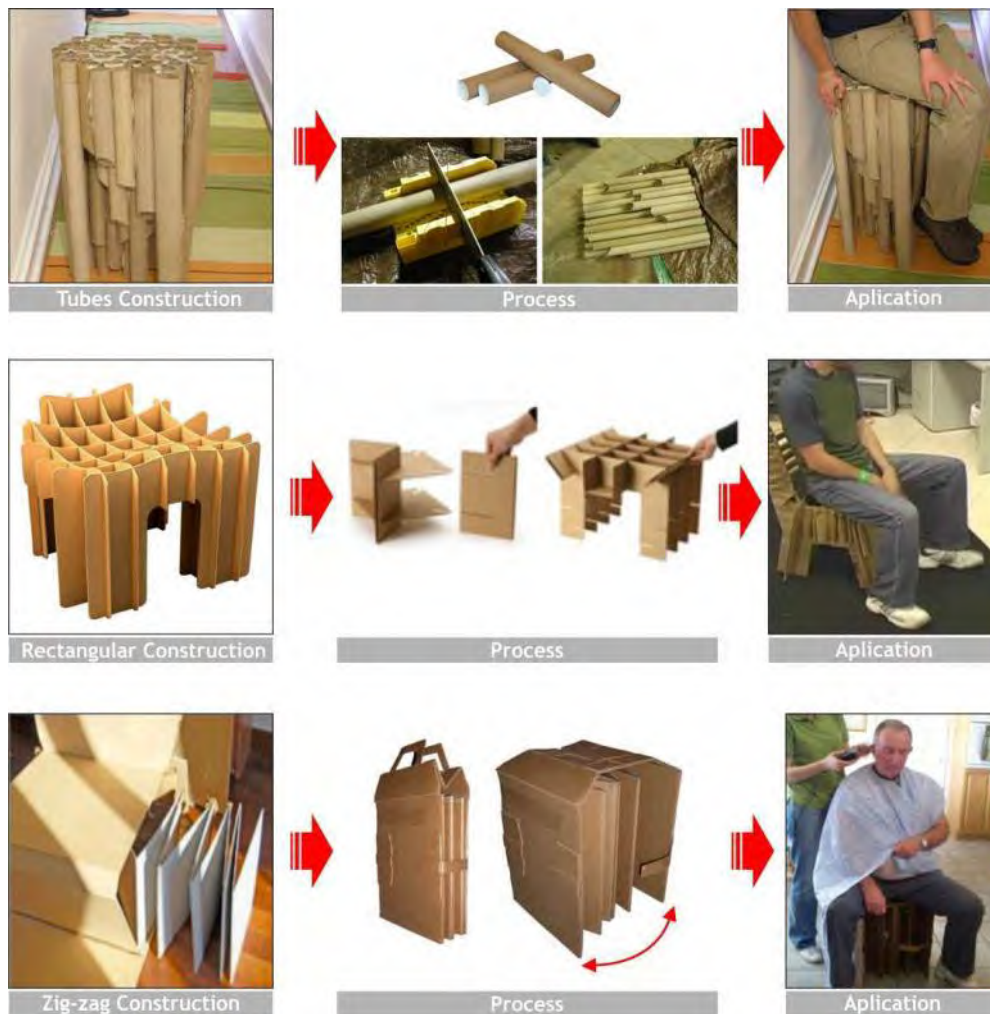 Tubes Construction
Process
Aplication
Rectangular Construction
Process
Aplication
Zig-zag Construction
Process
Aplication